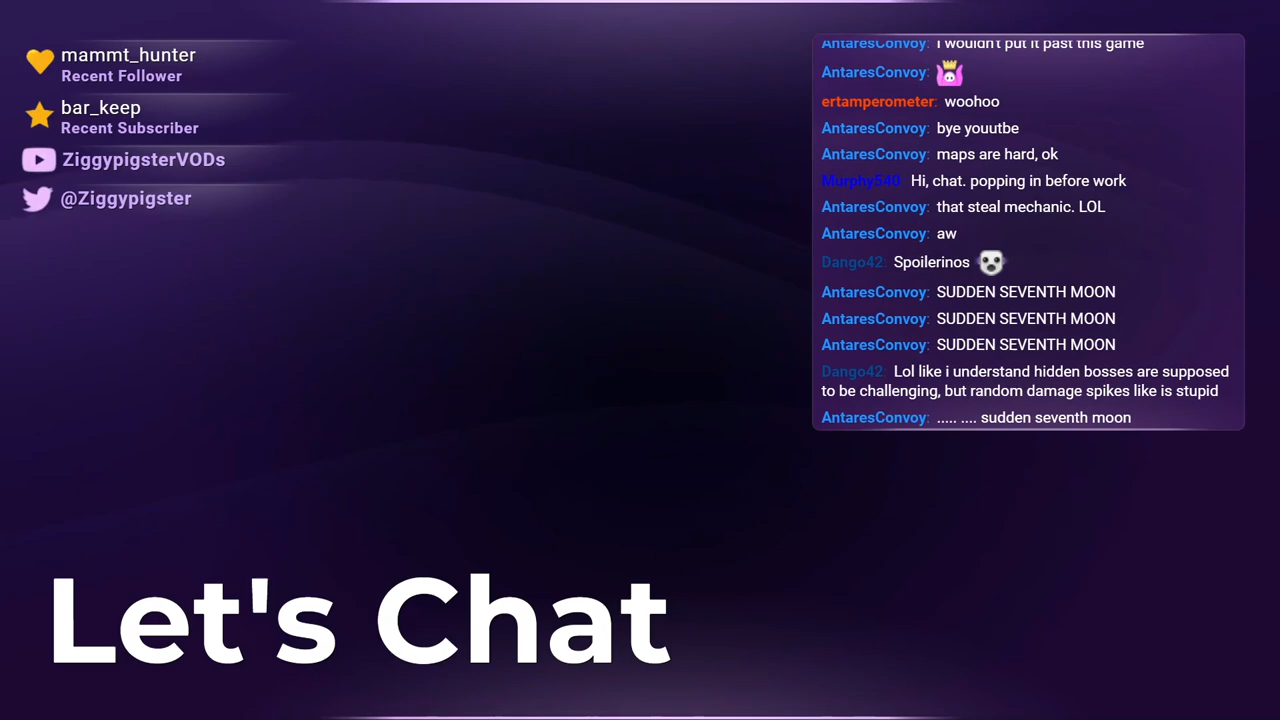 mammt_hunter
Recent Follower
bar_keep
Recent Subscriber
ZiggypigsterVODs
@Ziggypigster
AntaresConvoy: I wouldn't put it past this game
AntaresConvoy:
ertamperometer: woohoo
AntaresConvoy: bye youutbe
AntaresConvoy: maps are hard, ok
Murphy540: Hi, chat. popping in before work
AntaresConvoy: that steal mechanic. LOL
AntaresConvoy: aw
Dango42: Spoilerinos
AntaresConvoy: SUDDEN SEVENTH MOON
AntaresConvoy: SUDDEN SEVENTH MOON
AntaresConvoy: SUDDEN SEVENTH MOON
Dango42: Lol like i understand hidden bosses are supposed
to be challenging, but random damage spikes like is stupid
AntaresConvoy: ..... .... sudden seventh moon
Let's Chat